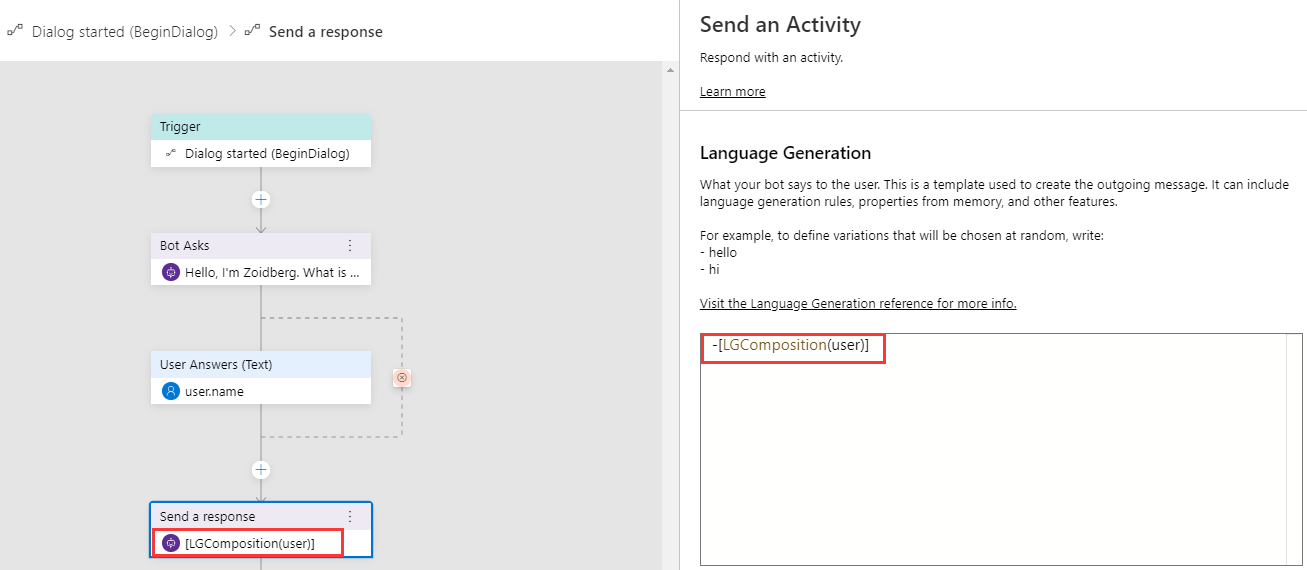 Dialog started (BeginDialog) > Send a response
Trigger
Dialog started (BeginDialog)
Bot Asks
Hello, I'm Zoidberg. What is ...
User Answers (Text)
user.name
Send a response
[LGComposition(user)]
Send an Activity
Respond with an activity.
Learn more
Language Generation
What your bot says to the user. This is a template used to create the outgoing message. It can include
language generation rules, properties from memory, and other features.
For example, to define variations that will be chosen at random, write:
- hello
- hi
Visit the Language Generation reference for more info.
-[LGComposition(user)]